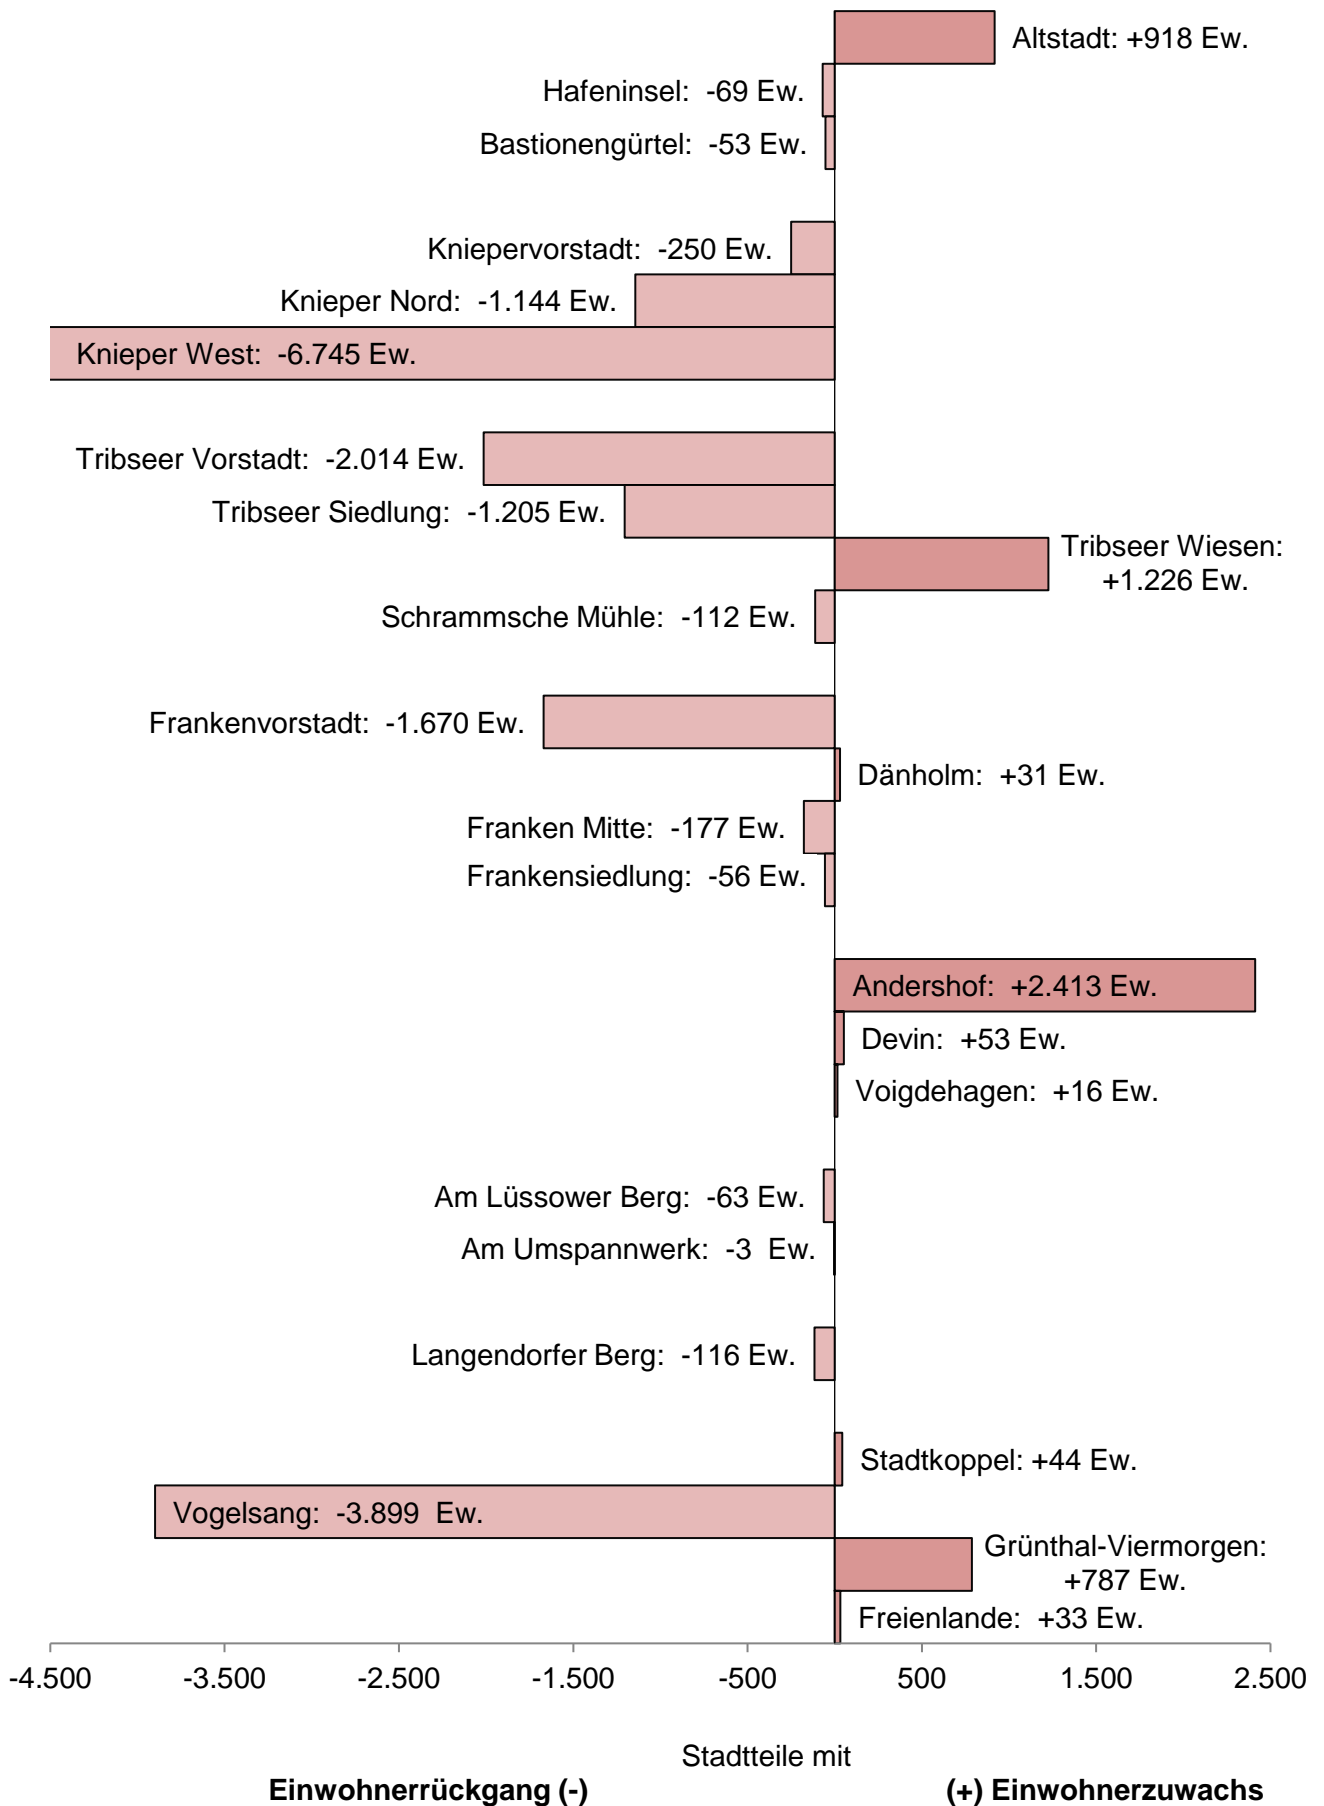 Altstadt: +918 Ew.
Hafeninsel: -69 Ew.
Bastionengürtel: -53 Ew.
Kniepervorstadt: -250 Ew.
Knieper Nord: -1.144 Ew.
Knieper West: -6.745 Ew.
Tribseer Vorstadt: -2.014 Ew.
Tribseer Siedlung: -1.205 Ew.
Tribseer Wiesen:
+1.226 Ew.
Schrammsche Mühle: -112 Ew.
Frankenvorstadt: -1.670 Ew.
Dänholm: +31 Ew.
Franken Mitte: -177 Ew.
Frankensiedlung: -56 Ew.
Andershof: +2.413 Ew.
Devin: +53 Ew.
Voigdehagen: +16 Ew.
Am Lüssower Berg: -63 Ew.
Am Umspannwerk: -3 Ew.
Langendorfer Berg: -116 Ew.
Stadtkoppel: +44 Ew.
Vogelsang: -3.899 Ew.
Grünthal-Viermorgen:
+787 Ew.
Freienlande: +33 Ew.
-4.500 -3.500 -2.500 -1.500 -500 500 1.500 2.500
Stadtteile mit
Einwohnerrückgang (-) (+) Einwohnerzuwachs